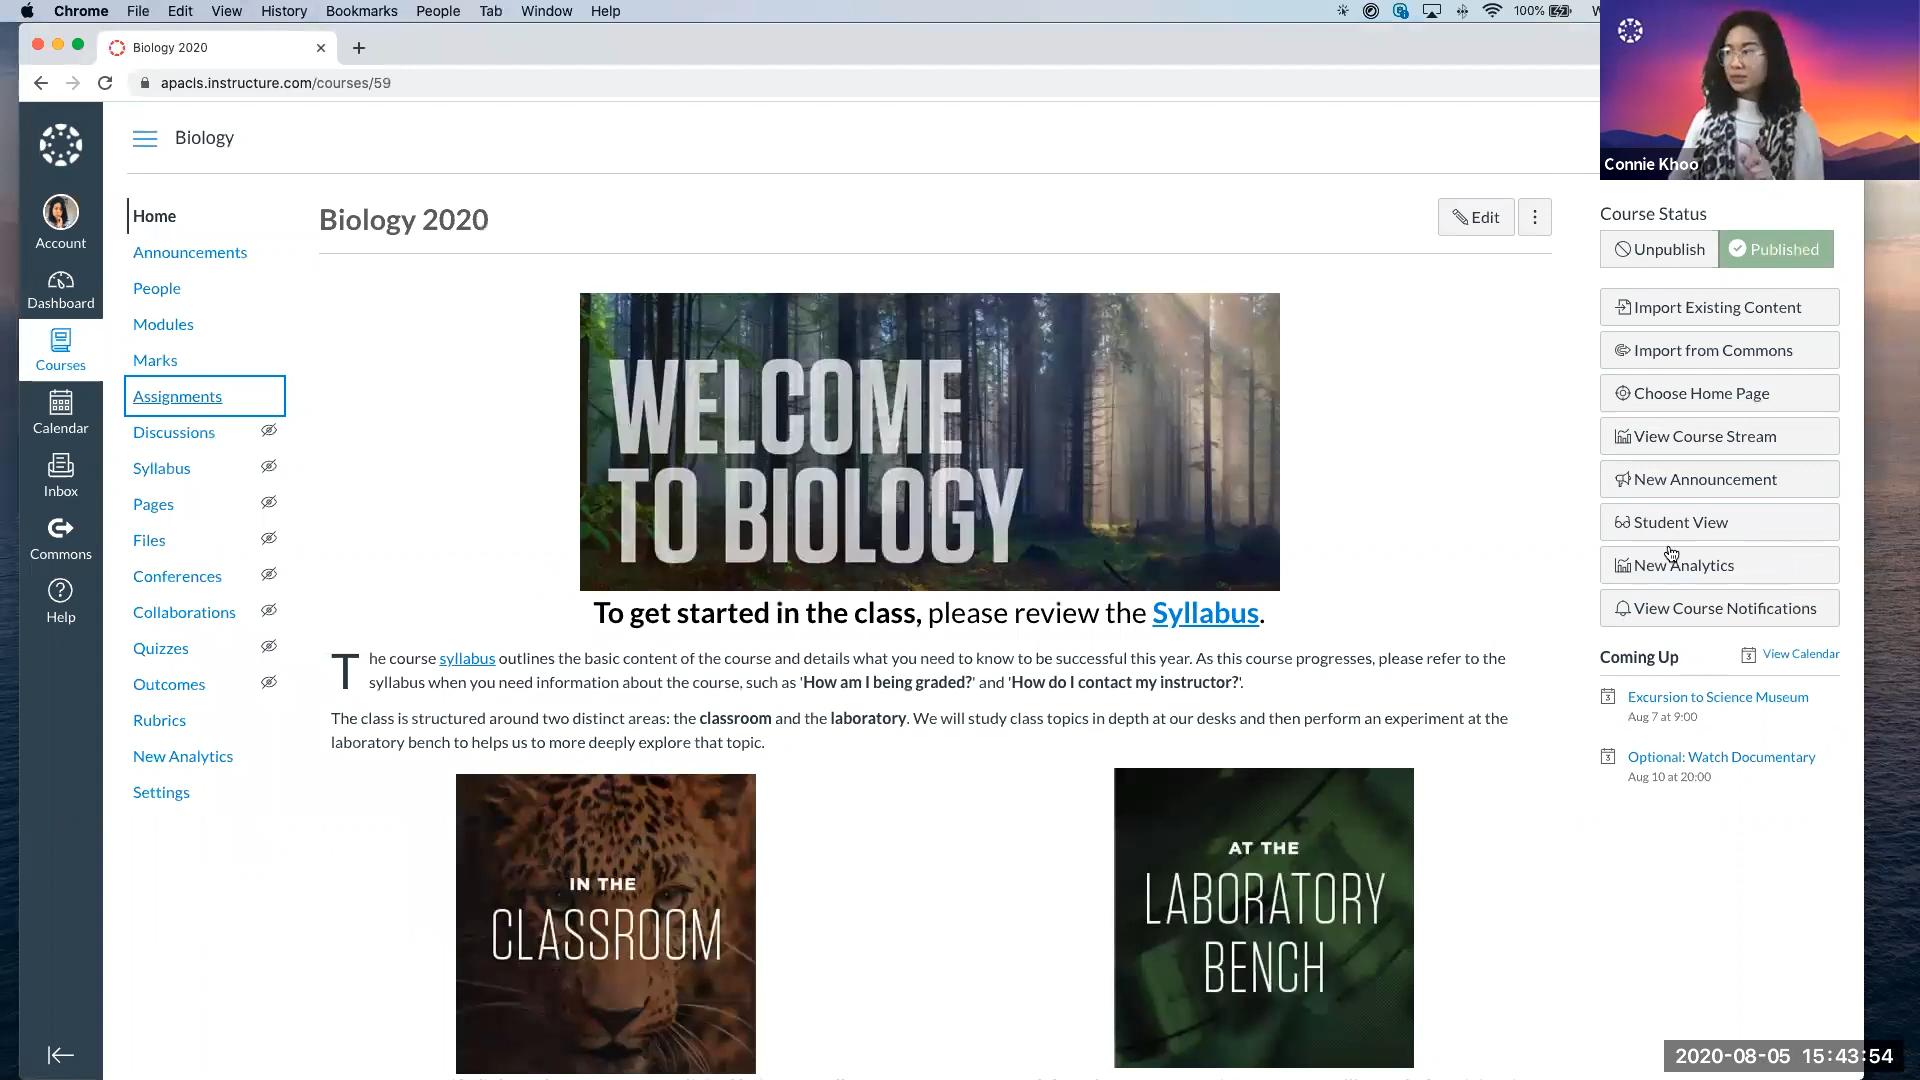 Chrome File Edit View History Bookmarks People Tab Window Help
100%
Biology 2020
apacls.instructure.com/courses/59
Connie Khoo
Biology
Account
Dashboard
Courses
Calendar
Inbox
Commons
Help
Home
Announcements
People
Modules
Marks
Assignments
Discussions
Syllabus
Pages
Files
Conferences
Collaborations
Quizzes
Outcomes
Rubrics
New Analytics
Settings
Biology 2020
Edit
WELCOME
TO BIOLOGY
To get started in the class, please review the Syllabus.
The course syllabus outlines the basic content of the course and details what you need to know to be successful this year. As this course progresses, please refer to the
syllabus when you need information about the course, such as 'How am I being graded?' and 'How do I contact my instructor?'.
The class is structured around two distinct areas: the classroom and the laboratory. We will study class topics in depth at our desks and then perform an experiment at the
laboratory bench to helps us to more deeply explore that topic.
IN THE
CLASSROOM
AT THE
LABORATORY
BENCH
Course Status
Unpublish Published
Import Existing Content
Import from Commons
Choose Home Page
View Course Stream
New Announcement
Student View
New Analytics
View Course Notifications
Coming Up 3 View Calendar
3 Excursion to Science Museum
Aug 7 at 9:00
3 Optional: Watch Documentary
Aug 10 at 20:00
2020-08-05 15:43:54